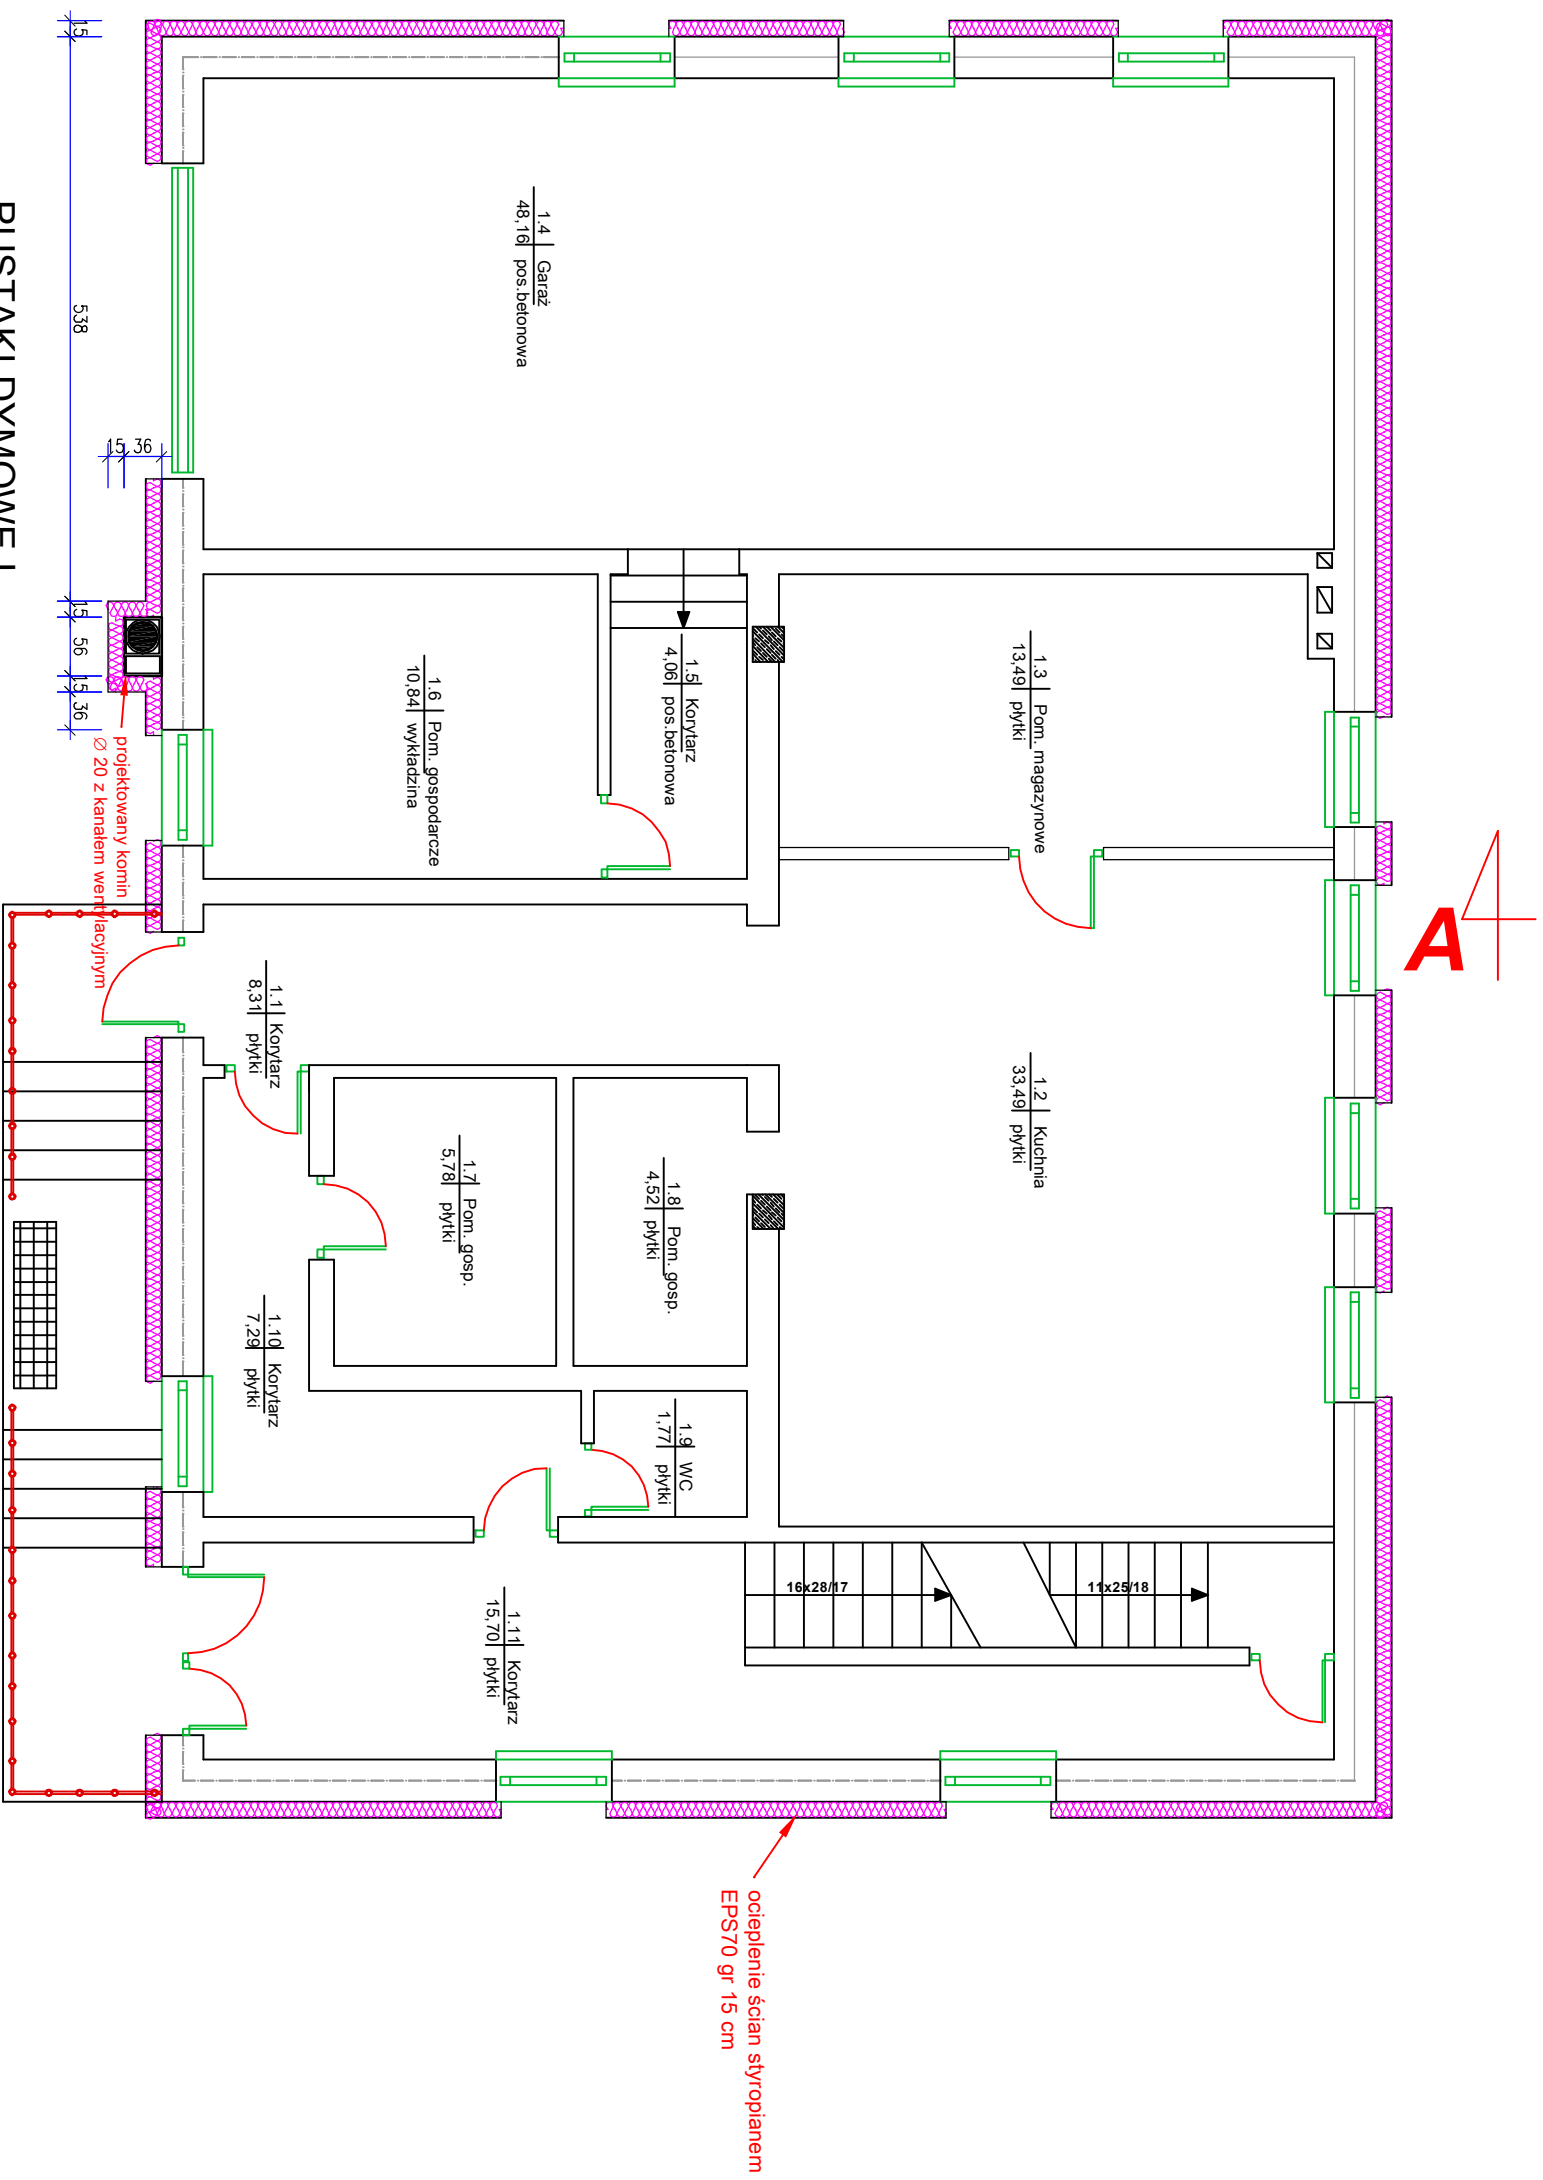 A
1.4 Garaż
48,16 pos.betonowa
1.3 Pom. magazynowe
13,49 płytki
1.5 Korytarz
4,06 pos.betonowa
1.6 Pom. gospodarcze
10,84 wykładzina
1.2 Kuchnia
33,49 płytki
1.1 Korytarz
8,31 płytki
1.7 Pom. gosp.
5,78 płytki
1.8 Pom. gosp.
4,52 płytki
1.9 WC
1,77 płytki
1.10 Korytarz
7,29 płytki
1.11 Korytarz
15,70 płytki
16x28/17
11x25/18
projektowany komin
∅ 20 z kanałem wentylacyjnym
ocieplenie ścian styropianem
EPS70 gr 15 cm
15 538 15 56 15 36
15 36
PUSTAKI DYMOWE